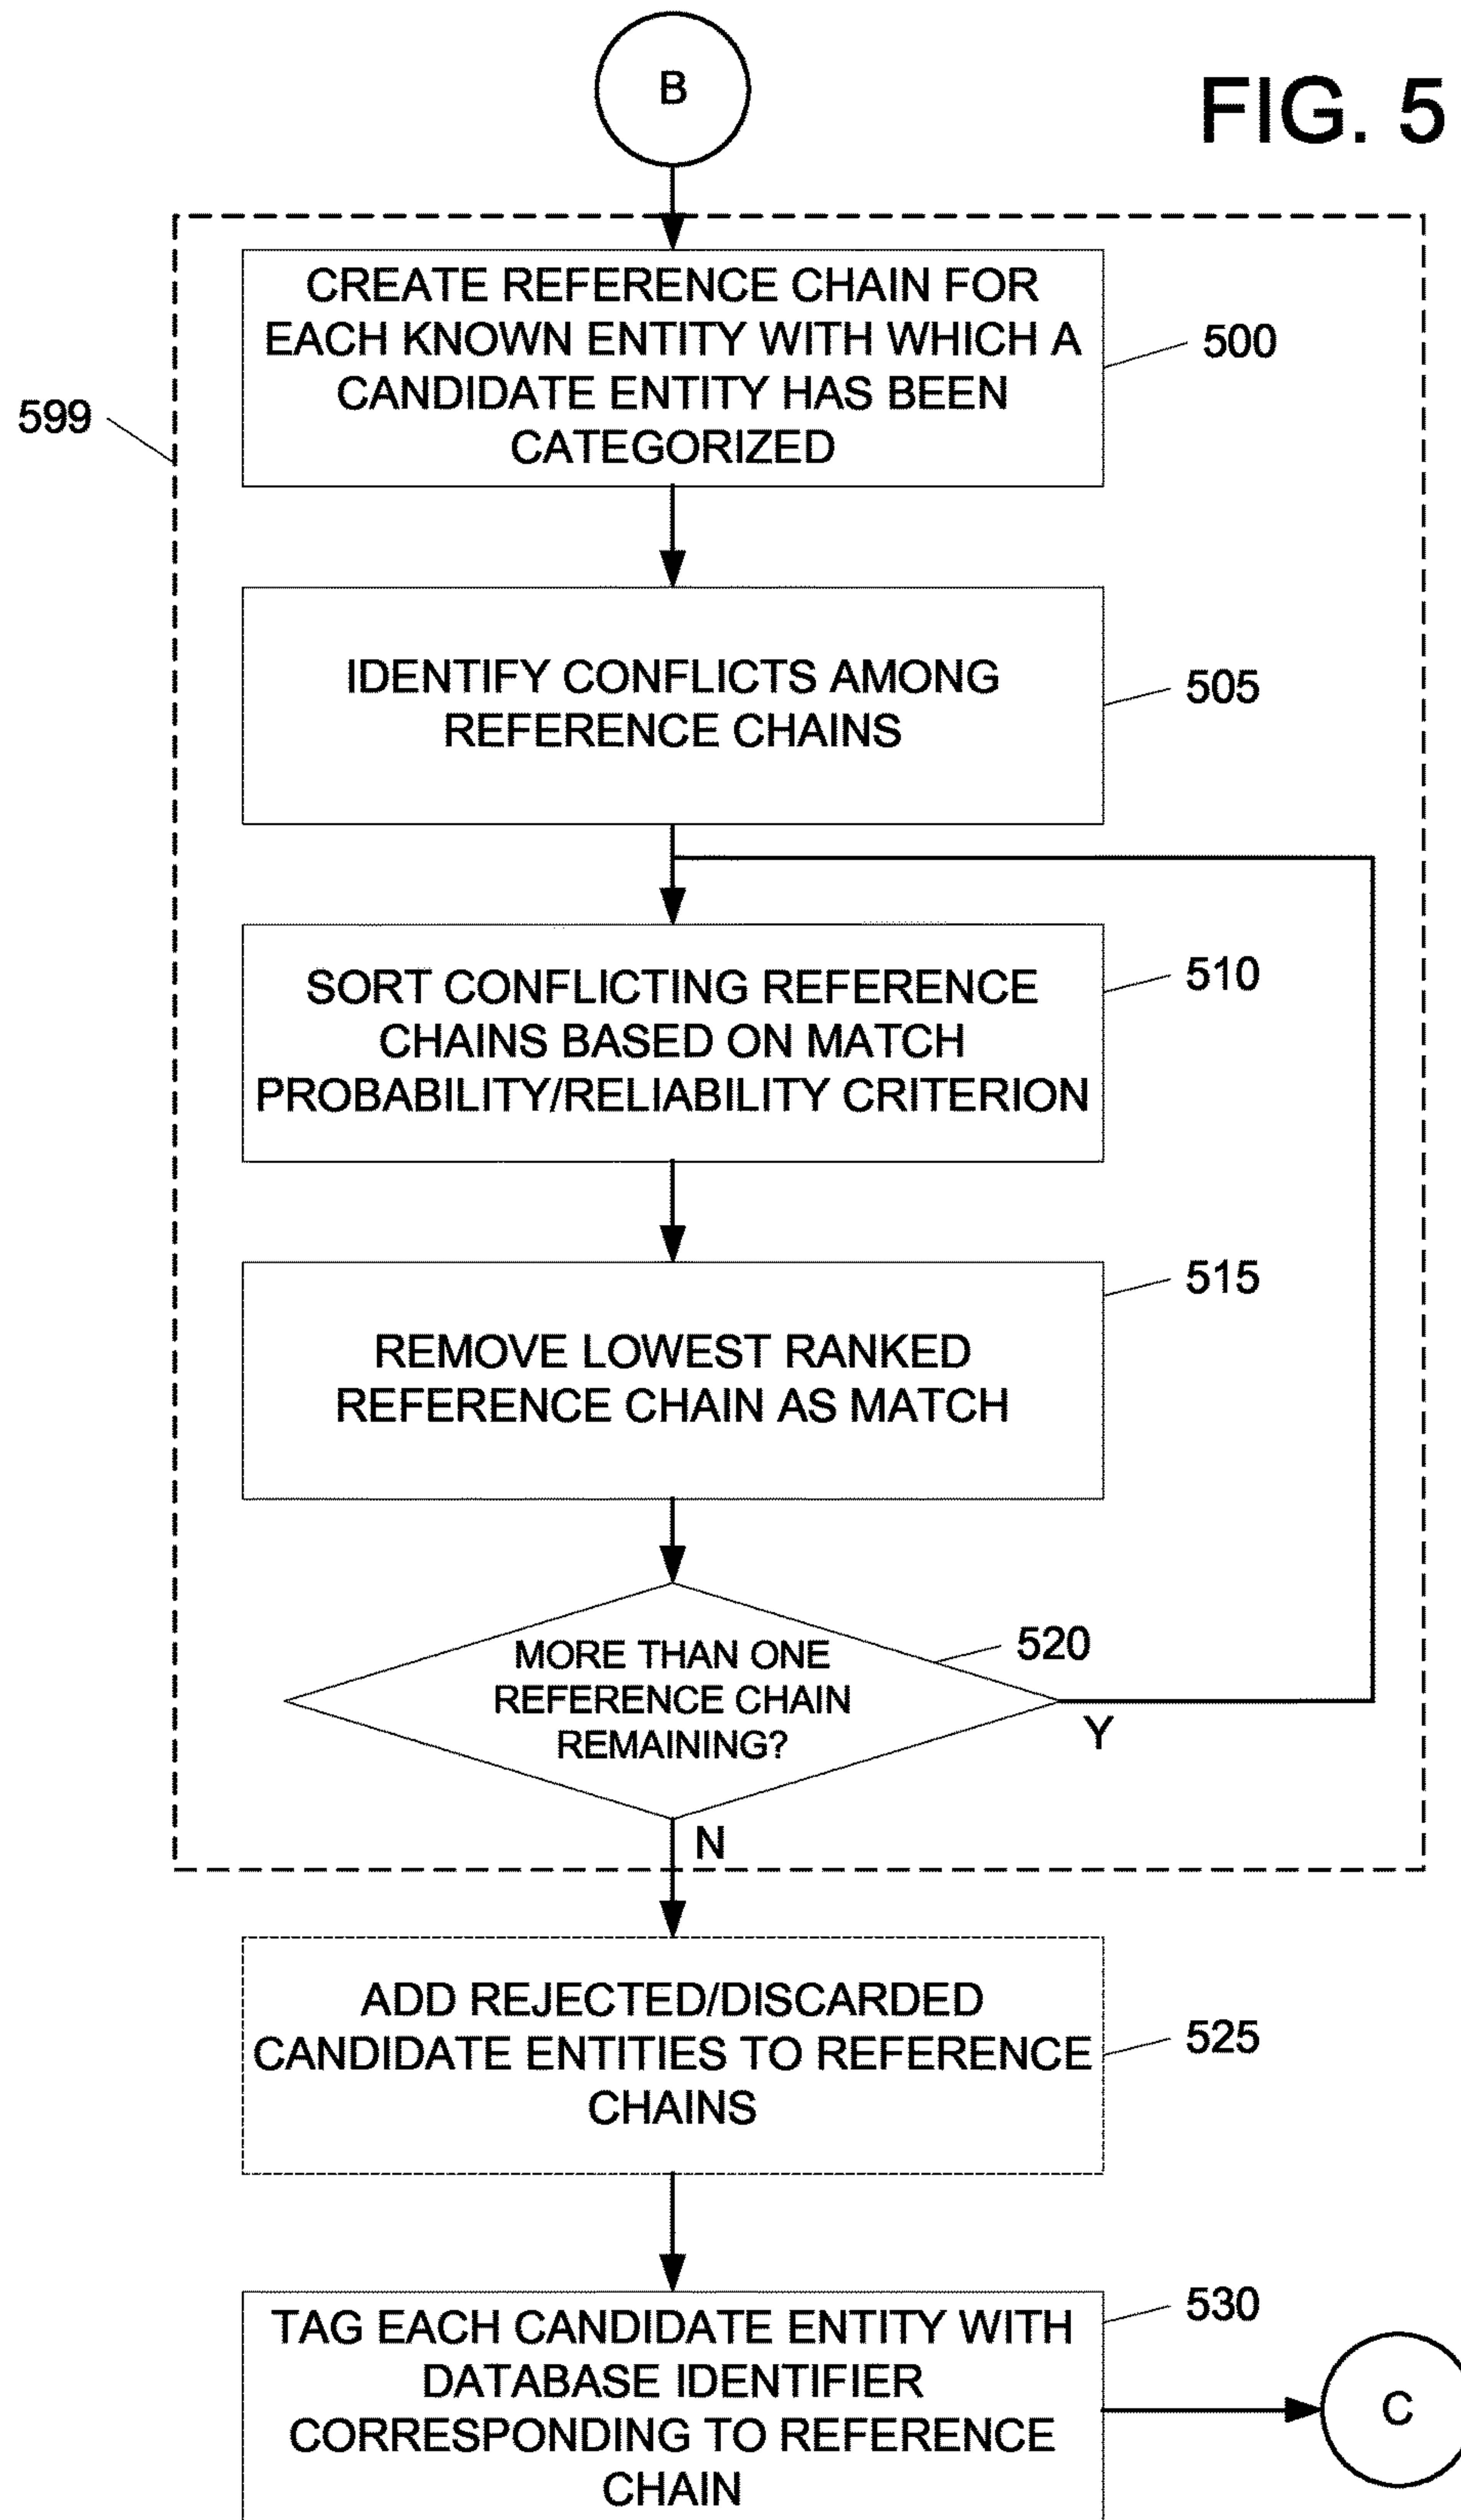 B
FIG. 5
CREATE REFERENCE CHAIN FOR
EACH KNOWN ENTITY WITH WHICH A
CANDIDATE ENTITY HAS BEEN
CATEGORIZED
500
599
IDENTIFY CONFLICTS AMONG
REFERENCE CHAINS
505
SORT CONFLICTING REFERENCE
CHAINS BASED ON MATCH
PROBABILITY/RELIABILITY CRITERION
510
REMOVE LOWEST RANKED
REFERENCE CHAIN AS MATCH
515
MORE THAN ONE
REFERENCE CHAIN
REMAINING?
520
Y
N
ADD REJECTED/DISCARDED
CANDIDATE ENTITIES TO REFERENCE
CHAINS
525
TAG EACH CANDIDATE ENTITY WITH
DATABASE IDENTIFIER
CORRESPONDING TO REFERENCE
CHAIN
530
C